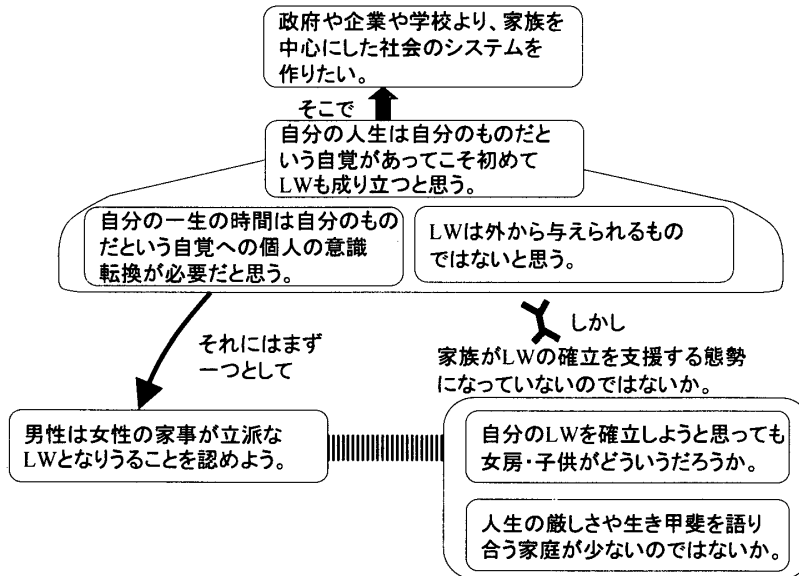 政府や企業や学校より、家族を
中心にした社会のシステムを
作りたい。
そこで
自分の人生は自分のものだと
いう自覚があってこそ初めて
LWも成り立つと思う。
自分の一生の時間は自分のもの
だという自覚への個人の意識
転換が必要だと思う。
LWは外から与えられるもの
ではないと思う。
それにはまず
一つとして
しかし
家族がLWの確立を支援する態勢
になっていないのではないか。
男性は女性の家事が立派な
LWとなりうることを認めよう。
自分のLWを確立しようと思っても
女房・子供がどういうだろうか。
人生の厳しさや生き甲斐を語り
合う家庭が少ないのではないか。